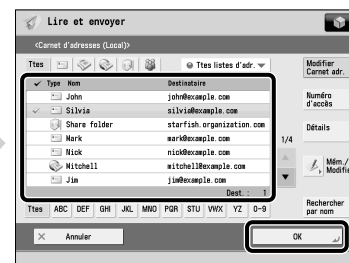 Lire et envoyer
<Carnet d'adresses (Local)>
Ttes Ttes listes d'adr.
Modifier
Carnet adr.
Type Nom Destinataire
John john@example.com
Silvia silvia@example.com
Share folder starfish.organization.com
Mark mark@example.com
Nick nick@example.com
Mitchell mitchell@example.com
Jim jim@example.com
Dest. : 1
1/4
Numéro
d'accès
Détails
Mém./
Modifie
Ttes ABC DEF GHI JKL MNO PQR STU VWX YZ 0-9
Rechercher
par nom
Annuler OK